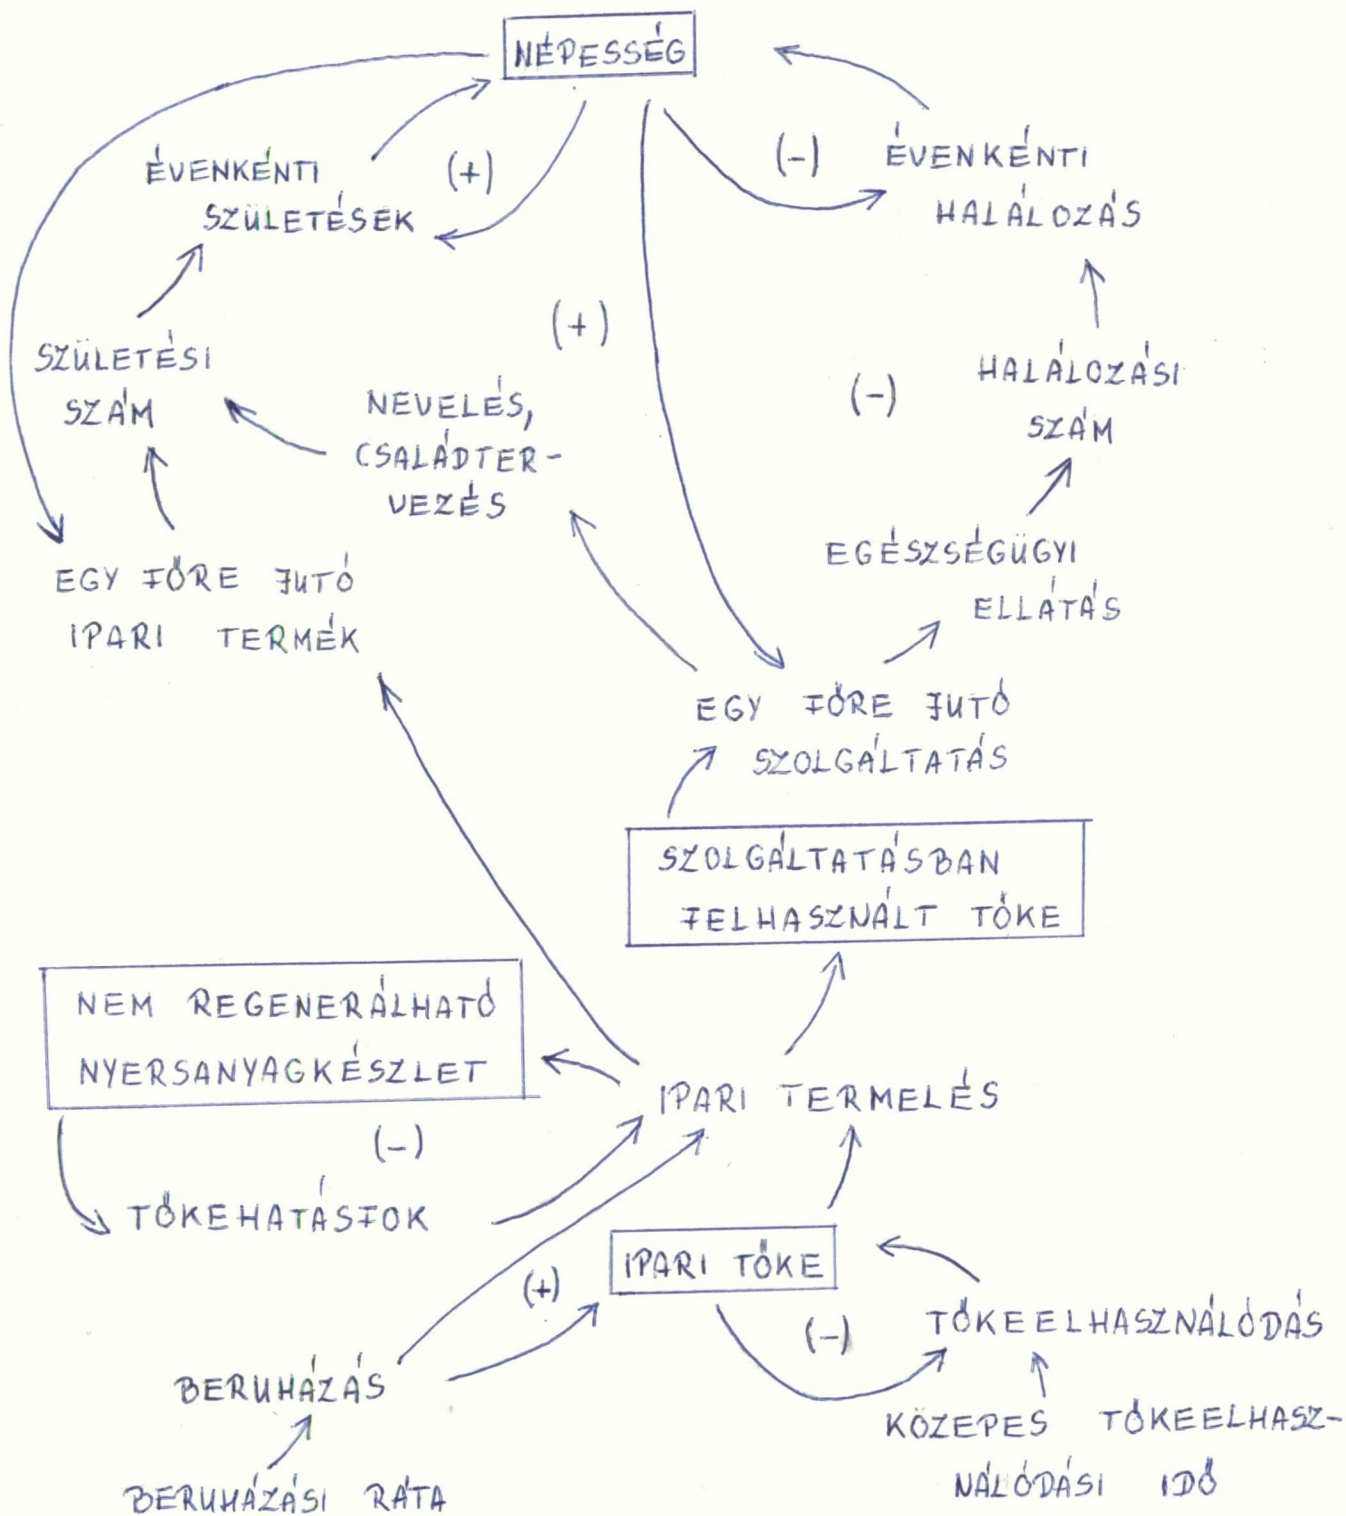 NÉPESSÉG
ÉVENKÉNTI
SZÜLETÉSEK
(+)
(-)
ÉVENKÉNTI
HALÁLOZÁS
(+)
SZÜLETÉSI
SZÁM
NEVELÉS,
CSALÁDTER-
VEZÉS
(-)
HALÁLOZÁSI
SZÁM
EGY FŐRE JUTÓ
IPARI TERMÉK
EGÉSZSÉGÜGYI
ELLÁTÁS
EGY FŐRE JUTÓ
SZOLGÁLTATÁS
SZOLGÁLTATÁSBAN
FELHASZNÁLT TŐKE
NEM REGENERÁLHATÓ
NYERSANYAGKÉSZLET
IPARI TERMELÉS
(-)
TŐKEHATÁSFOK
IPARI TŐKE
(+)
(-)
TŐKEELHASZNÁLÓDÁS
BERUHÁZÁS
KÖZEPES TŐKEELHASZ-
NÁLÓDÁSI IDŐ
BERUHÁZÁSI RÁTA